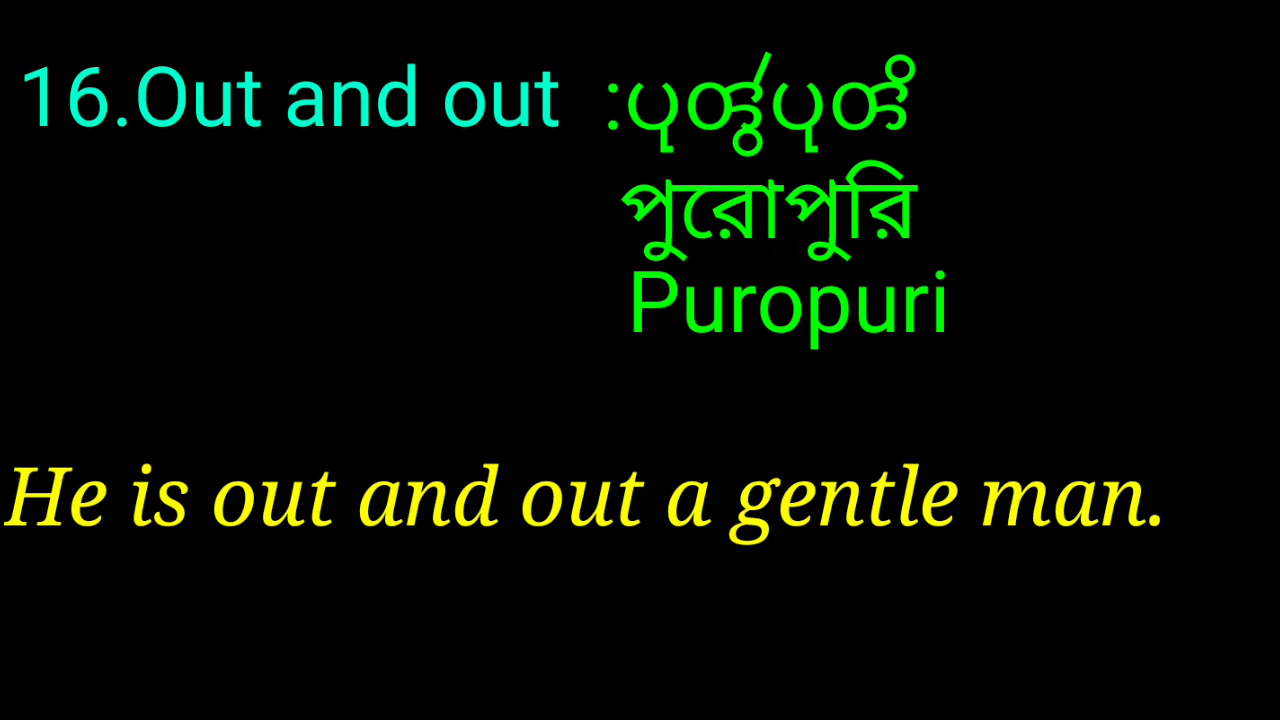 16.Out and out :𑄛𑄪𑄢𑄮𑄛𑄪𑄢𑄨
পুরোপুরি
Puropuri
He is out and out a gentle man.